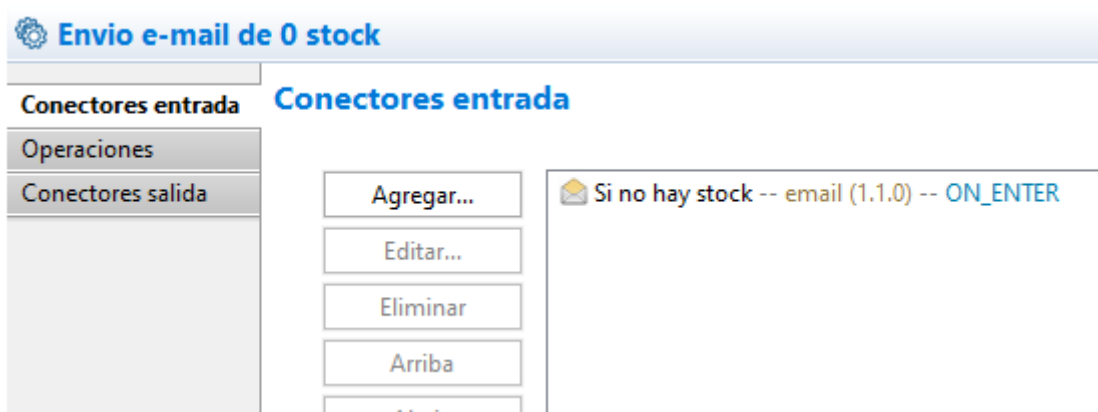 Envio e-mail de 0 stock
Conectores entrada
Operaciones
Conectores salida
Conectores entrada
Agregar...
Editar...
Eliminar
Arriba
Si no hay stock -- email (1.1.0) -- ON_ENTER